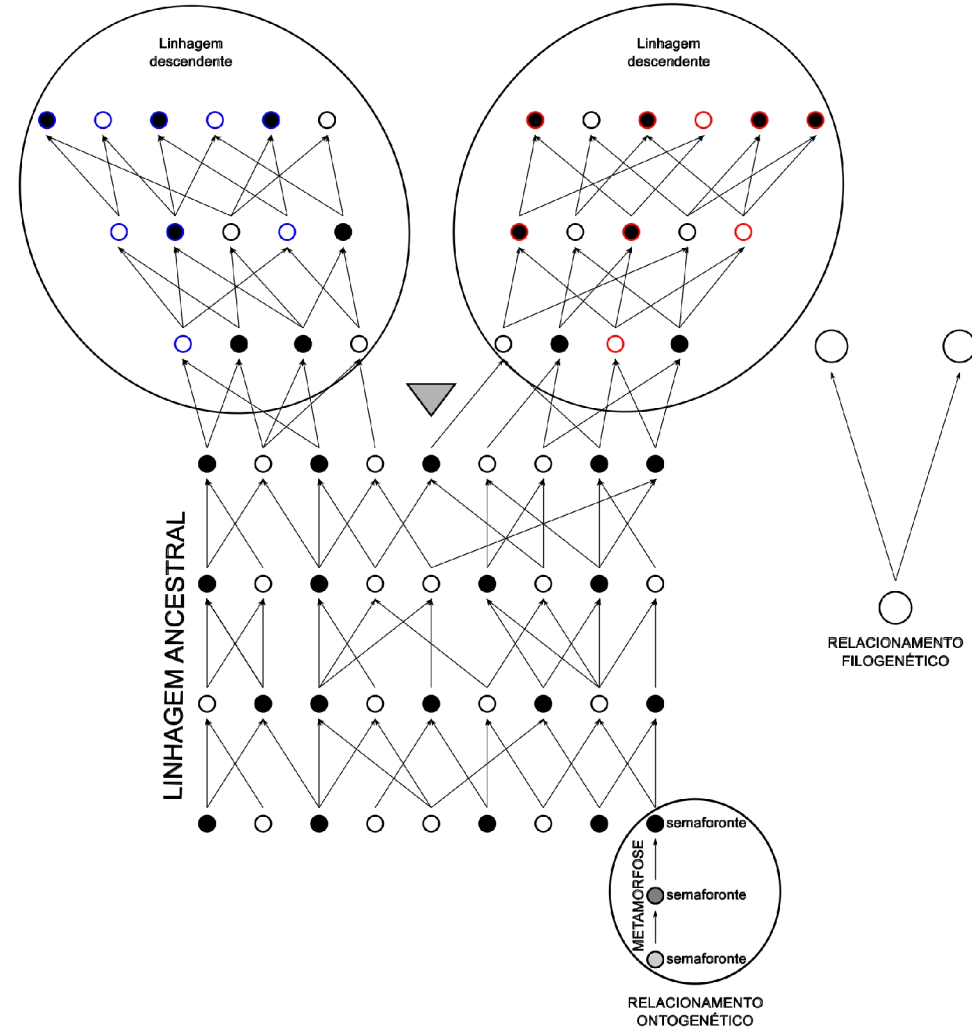 Linhagem
descendente
Linhagem
descendente
LINHAGEM ANCESTRAL
RELACIONAMENTO
FILOGENÉTICO
semaforonte
METAMORFOSE
semaforonte
semaforonte
RELACIONAMENTO
ONTOGENÉTICO